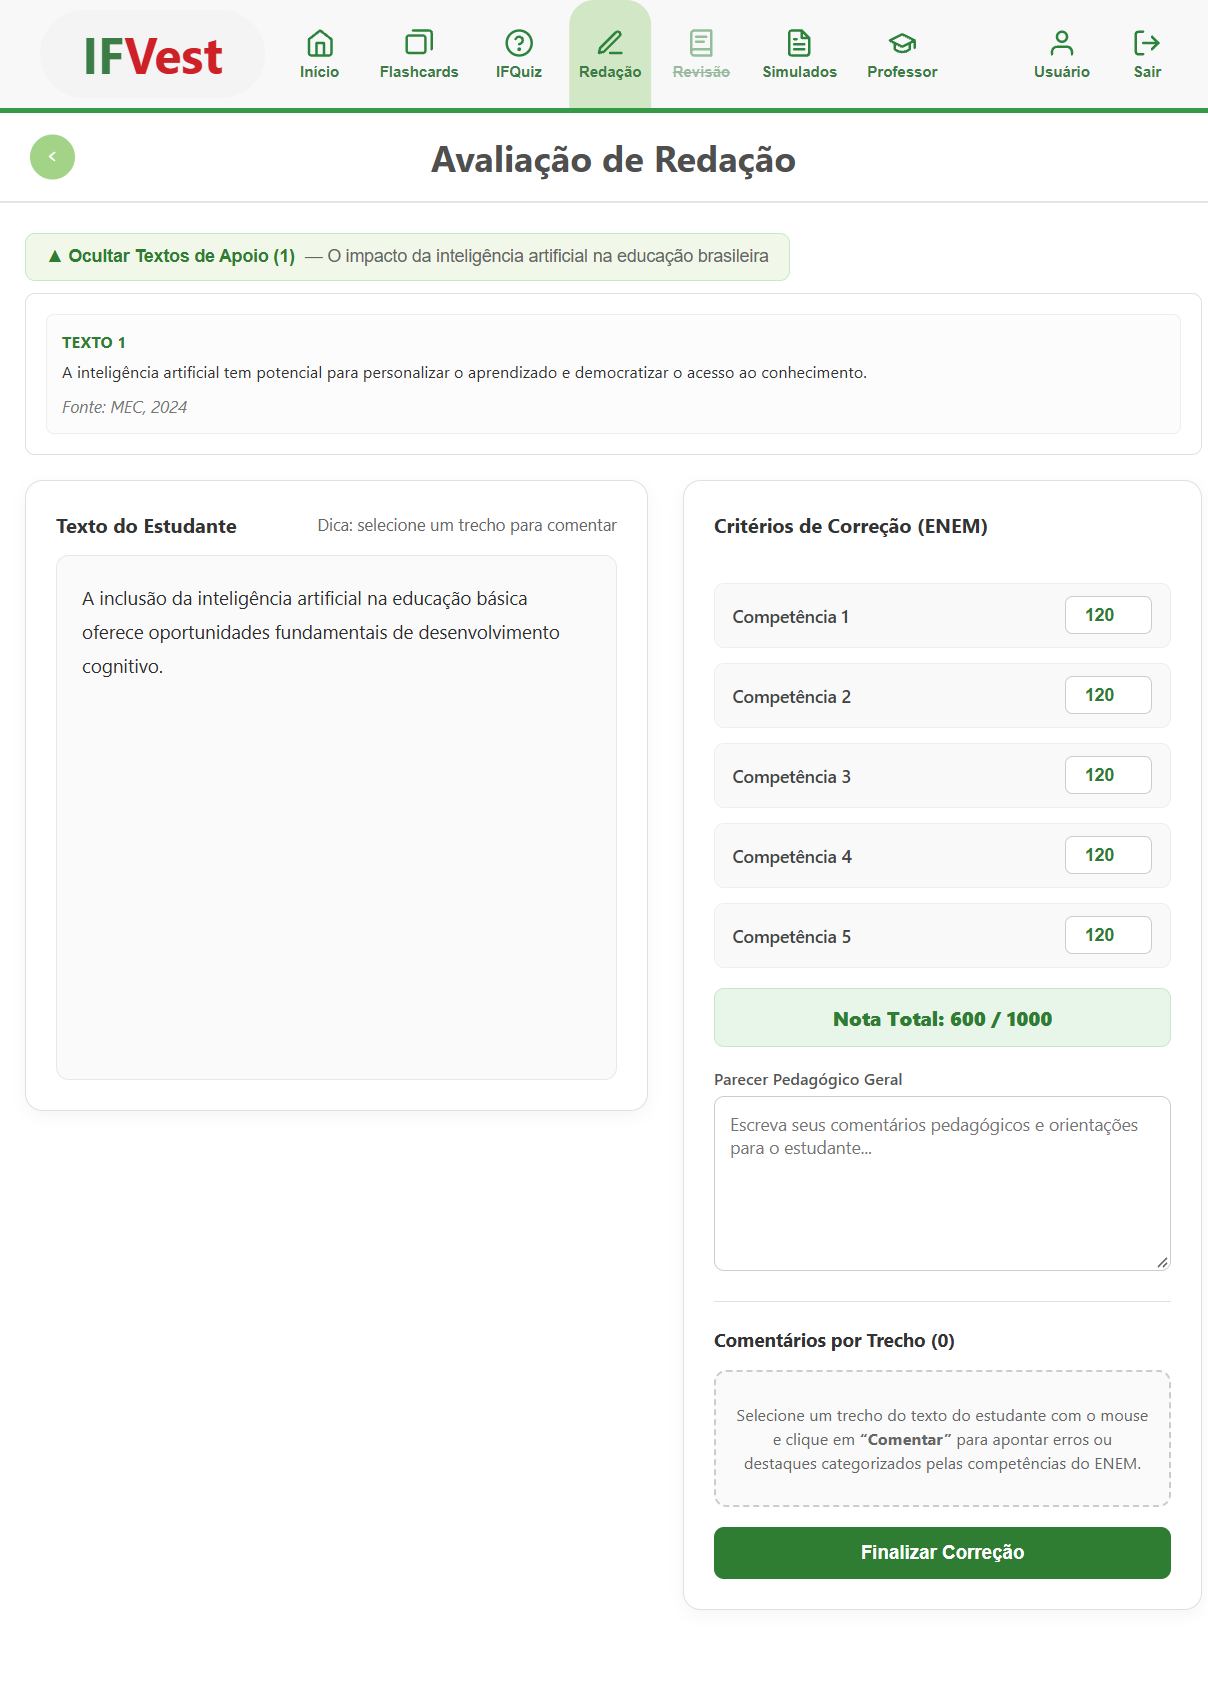 IFVest
Início
Flashcards
IFQuiz
Redação
Revisão
Simulados
Professor
Usuário
Sair
Avaliação de Redação
▲ Ocultar Textos de Apoio (1) — O impacto da inteligência artificial na educação brasileira
TEXTO 1
A inteligência artificial tem potencial para personalizar o aprendizado e democratizar o acesso ao conhecimento.
Fonte: MEC, 2024
Texto do Estudante
Dica: selecione um trecho para comentar
A inclusão da inteligência artificial na educação básica
oferece oportunidades fundamentais de desenvolvimento
cognitivo.
Critérios de Correção (ENEM)
Competência 1
120
Competência 2
120
Competência 3
120
Competência 4
120
Competência 5
120
Nota Total: 600 / 1000
Parecer Pedagógico Geral
Escreva seus comentários pedagógicos e orientações
para o estudante...
Comentários por Trecho (0)
Selecione um trecho do texto do estudante com o mouse
e clique em “Comentar” para apontar erros ou
destaques categorizados pelas competências do ENEM.
Finalizar Correção